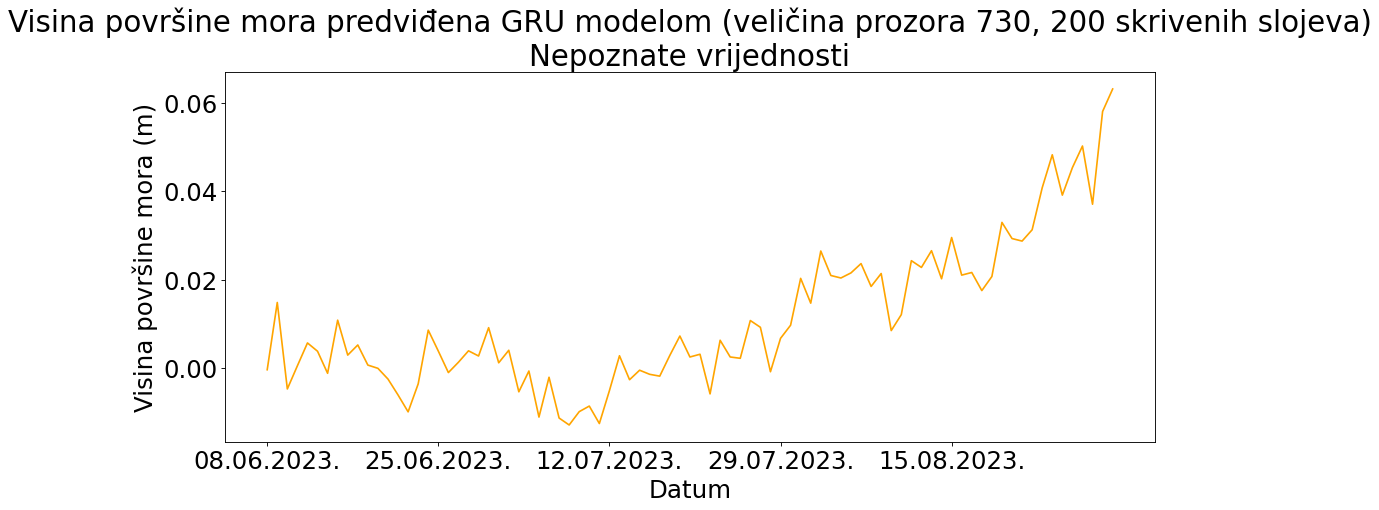 Visina površine mora predviđena GRU modelom (veličina prozora 730, 200 skrivenih slojeva)
Nepoznate vrijednosti
Visina površine mora (m)
0.06
0.04
0.02
0.00
08.06.2023. 25.06.2023. 12.07.2023. 29.07.2023. 15.08.2023.
Datum